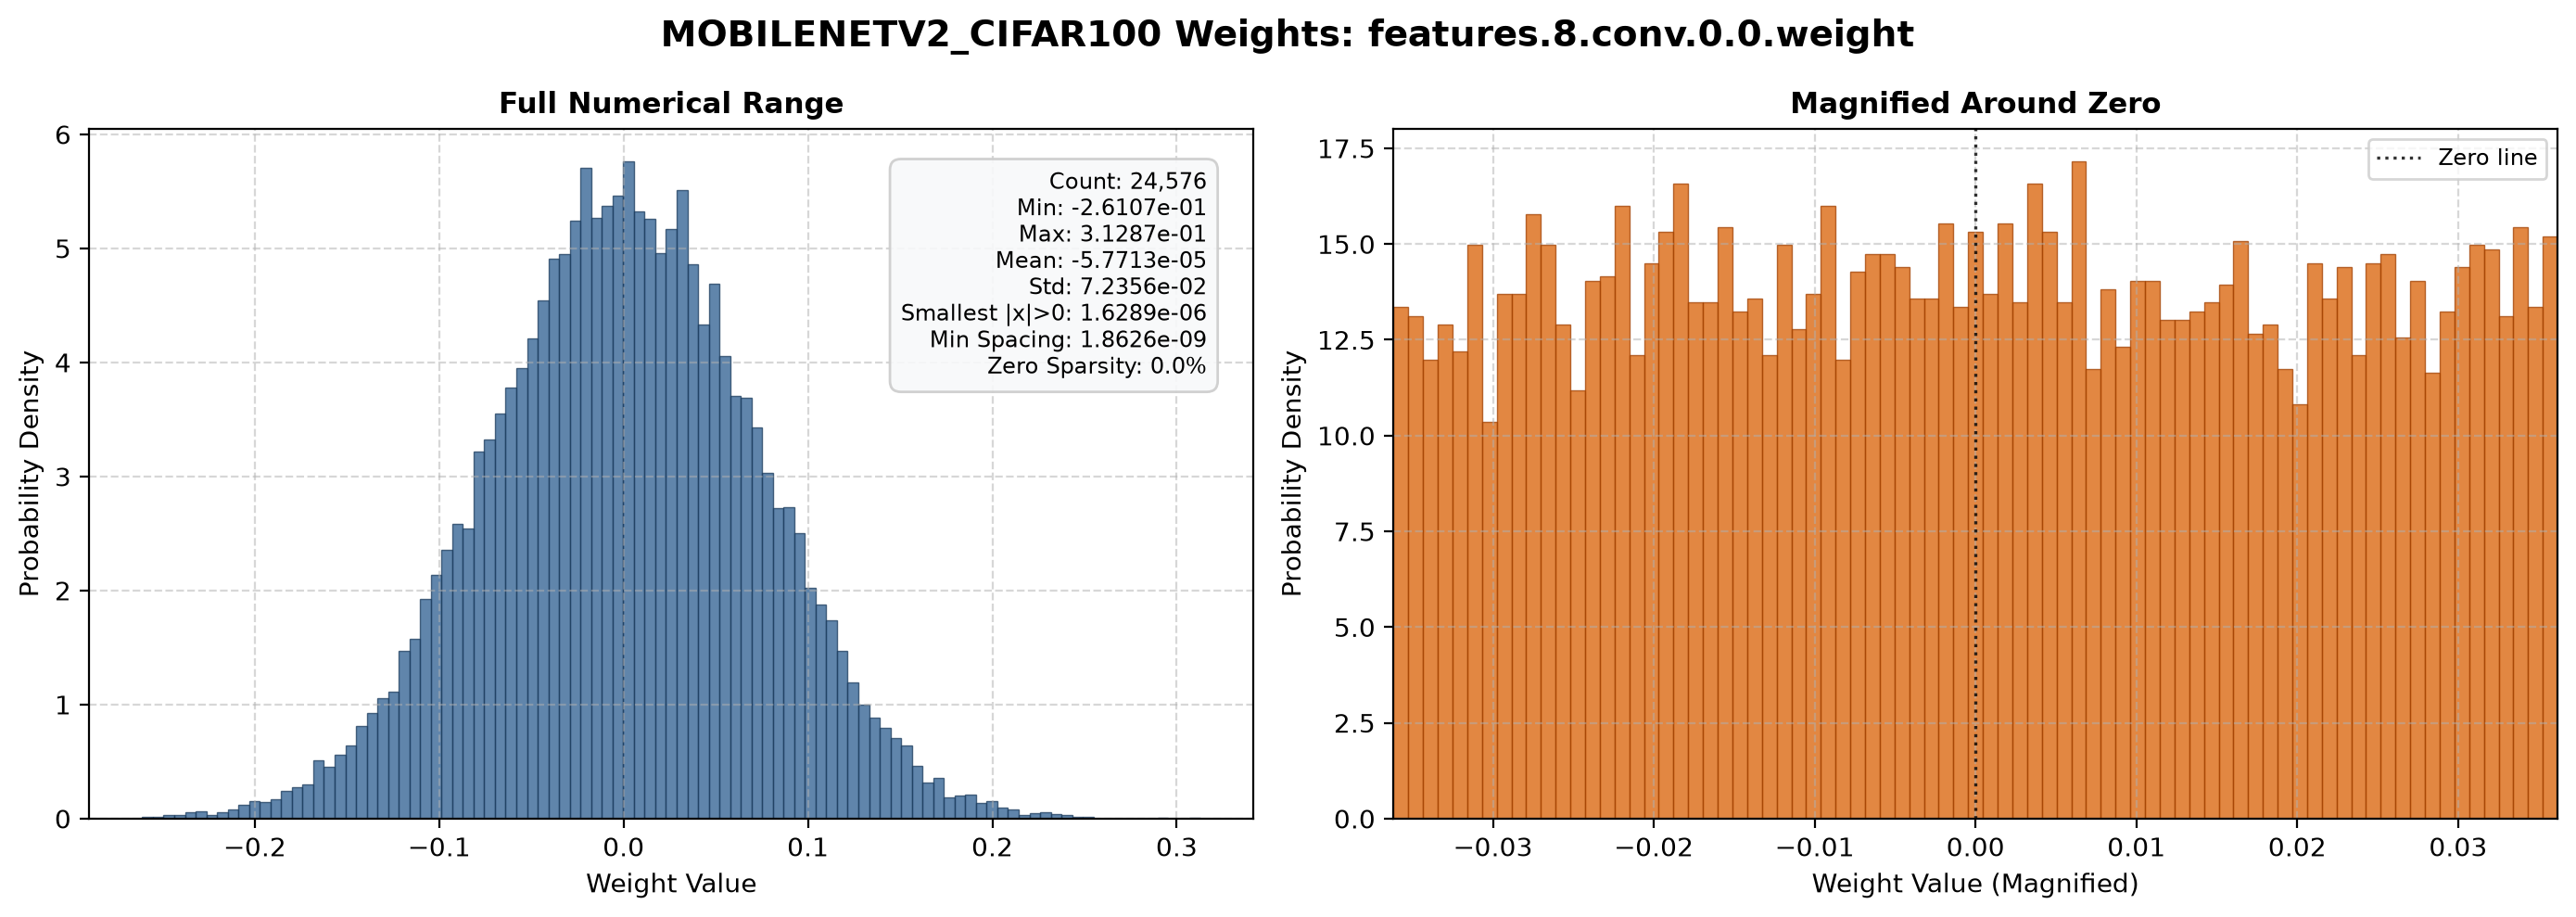 MOBILENETV2_CIFAR100 Weights: features.8.conv.0.0.weight
Full Numerical Range
Probability Density
6
5
4
3
2
1
0
Count: 24,576
Min: -2.6107e-01
Max: 3.1287e-01
Mean: -5.7713e-05
Std: 7.2356e-02
Smallest |x|>0: 1.6289e-06
Min Spacing: 1.8626e-09
Zero Sparsity: 0.0%
−0.2 −0.1 0.0 0.1 0.2 0.3
Weight Value
Magnified Around Zero
Probability Density
17.5
15.0
12.5
10.0
7.5
5.0
2.5
0.0
Zero line
−0.03 −0.02 −0.01 0.00 0.01 0.02 0.03
Weight Value (Magnified)